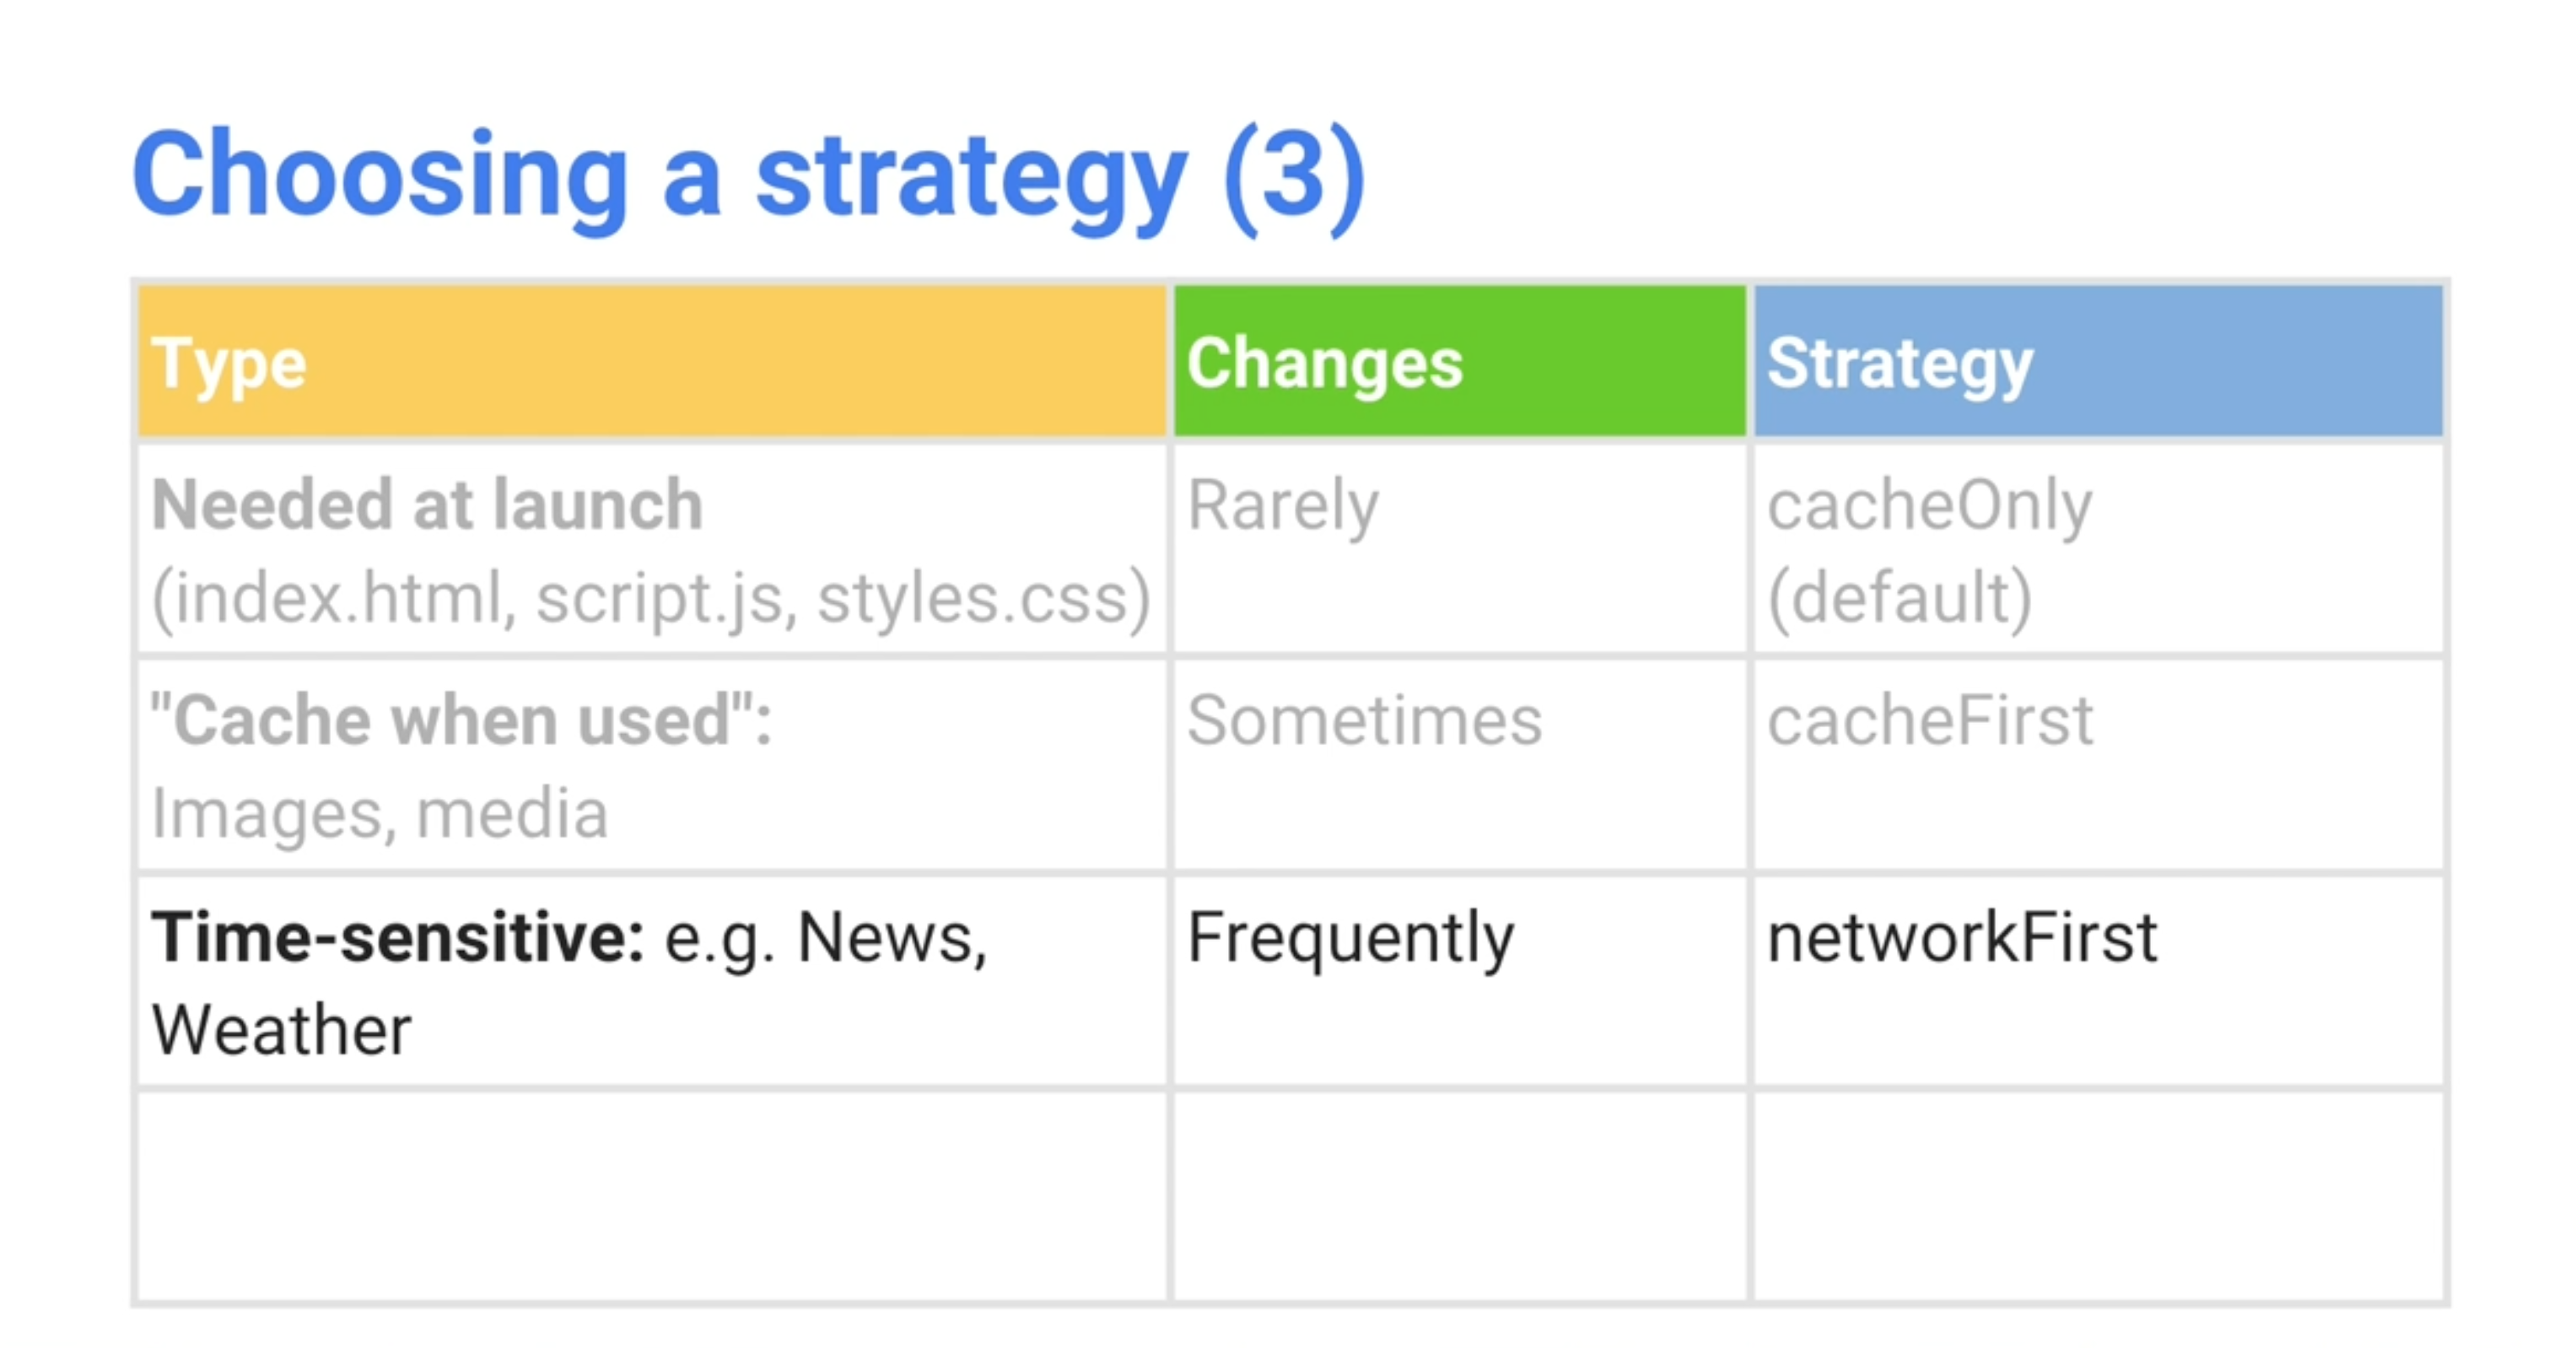 Choosing a strategy (3)
Type
Changes
Strategy
Needed at launch
(index.html, script.js, styles.css)
Rarely
cacheOnly
(default)
"Cache when used":
Images, media
Sometimes
cacheFirst
Time-sensitive: e.g. News,
Weather
Frequently
networkFirst